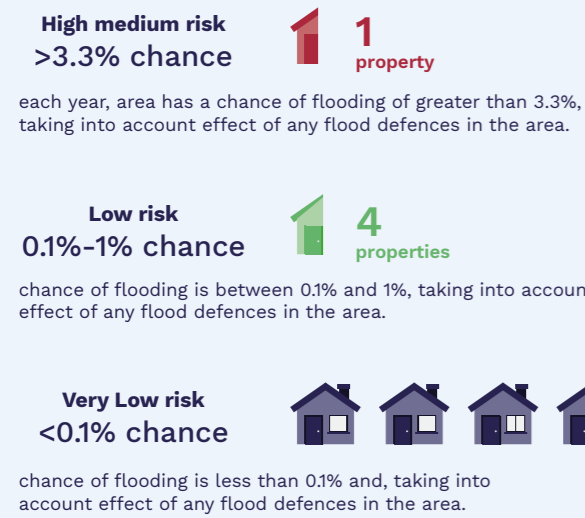 High medium risk
>3.3% chance
1
property
each year, area has a chance of flooding of greater than 3.3%,
taking into account effect of any flood defences in the area.
Low risk
0.1%-1% chance
4
properties
chance of flooding is between 0.1% and 1%, taking into accoun
effect of any flood defences in the area.
Very Low risk
<0.1% chance
chance of flooding is less than 0.1% and, taking into
account effect of any flood defences in the area.